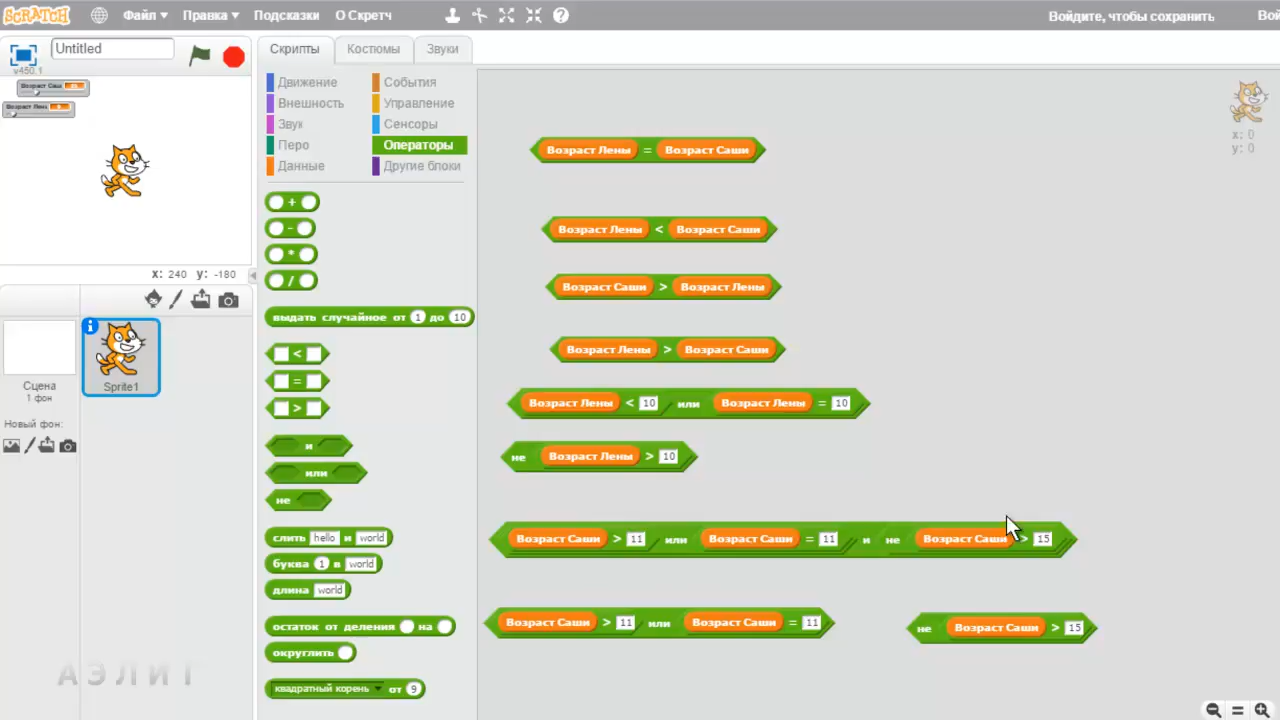 SCRATCH Файл Правка Подсказки О Скретч Войдите, чтобы сохранить Вой
Untitled
v450.1
Возраст Саши
Возраст Лены
x: 240 y: -180
Sprite1
Сцена
1 фон
Новый фон:
Скрипты Костюмы Звуки
Движение События
Внешность Управление
Звук Сенсоры
Перо Операторы
Данные Другие блоки
+
-
*
/
выдать случайное от 1 до 10
<
=
>
и
или
не
слить hello и world
буква 1 в world
длина world
остаток от деления на
округлить
квадратный корень от 9
x: 0
y: 0
Возраст Лены = Возраст Саши
Возраст Лены < Возраст Саши
Возраст Саши > Возраст Лены
Возраст Лены > Возраст Саши
Возраст Лены < 10 или Возраст Лены = 10
не Возраст Лены > 10
Возраст Саши > 11 или Возраст Саши = 11 и не Возраст Саши > 15
Возраст Саши > 11 или Возраст Саши = 11
не Возраст Саши > 15